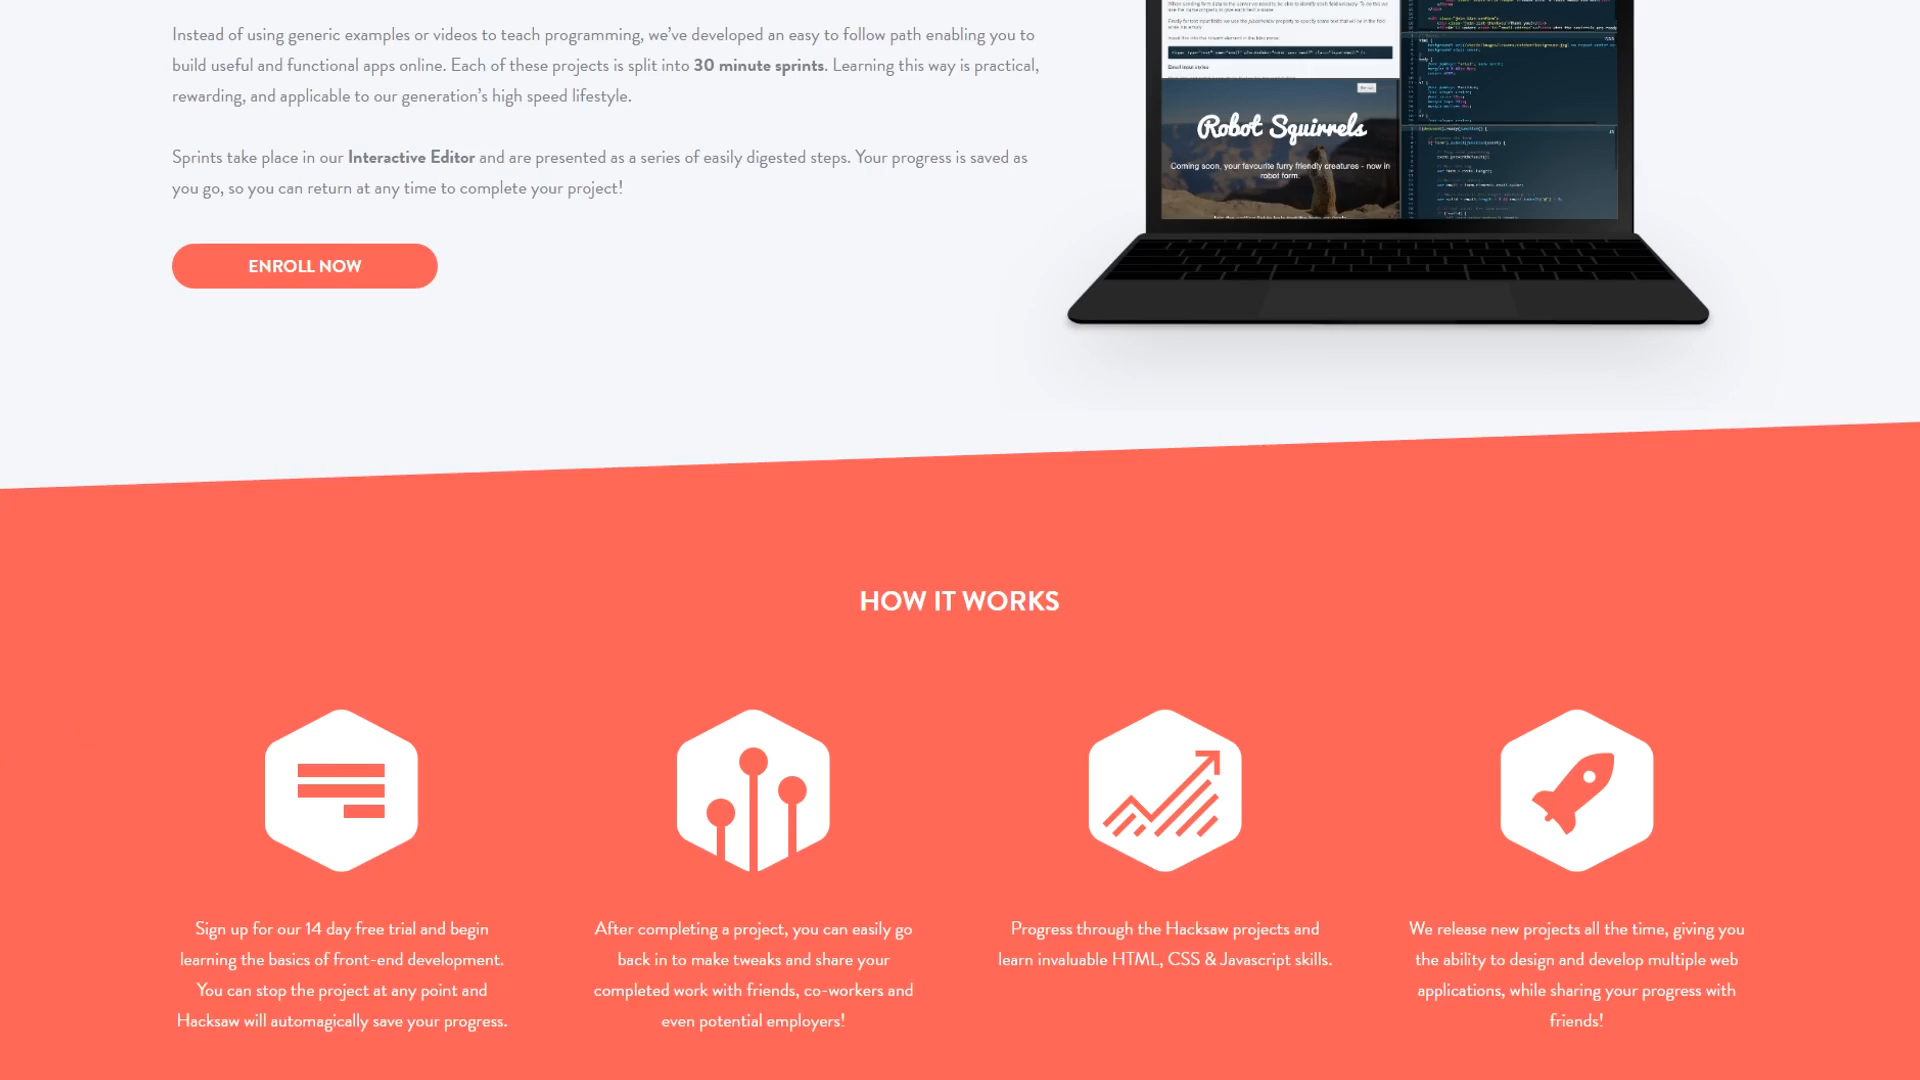 Instead of using generic examples or videos to teach programming, we’ve developed an easy to follow path enabling you to
build useful and functional apps online. Each of these projects is split into 30 minute sprints. Learning this way is practical,
rewarding, and applicable to our generation’s high speed lifestyle.
Sprints take place in our Interactive Editor and are presented as a series of easily digested steps. Your progress is saved as
you go, so you can return at any time to complete your project!
ENROLL NOW
Robot Squirrels
Coming soon, your favourite furry friendly creatures - now in
robot form.
HOW IT WORKS
Sign up for our 14 day free trial and begin
learning the basics of front-end development.
You can stop the project at any point and
Hacksaw will automagically save your progress.
After completing a project, you can easily go
back in to make tweaks and share your
completed work with friends, co-workers and
even potential employers!
Progress through the Hacksaw projects and
learn invaluable HTML, CSS & Javascript skills.
We release new projects all the time, giving you
the ability to design and develop multiple web
applications, while sharing your progress with
friends!